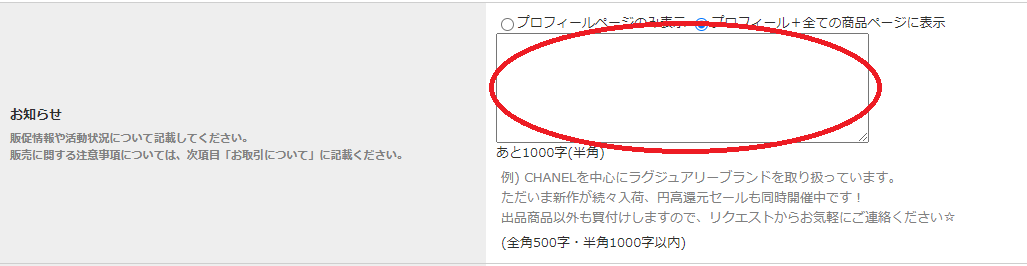 プロフィールページのみ表示 プロフィール+全ての商品ページに表示
お知らせ
販促情報や活動状況について記載してください。
販売に関する注意事項については、次項目「お取引について」に記載ください。
あと1000字(半角)
例) CHANELを中心にラグジュアリーブランドを取り扱っています。
ただいま新作が続々入荷、円高還元セールも同時開催中です!
出品商品以外も買付けしますので、リクエストからお気軽にご連絡ください☆
(全角500字・半角1000字以内)